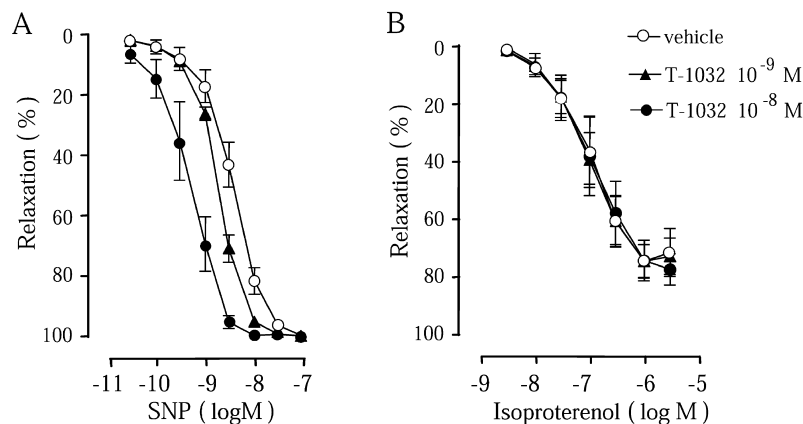 A
B
vehicle
T-1032 10-9 M
T-1032 10-8 M
0
20
40
60
80
100
Relaxation (%)
-11 -10 -9 -8 -7
SNP (logM)
0
20
40
60
80
100
Relaxation (%)
-9 -8 -7 -6 -5
Isoproterenol (log M)